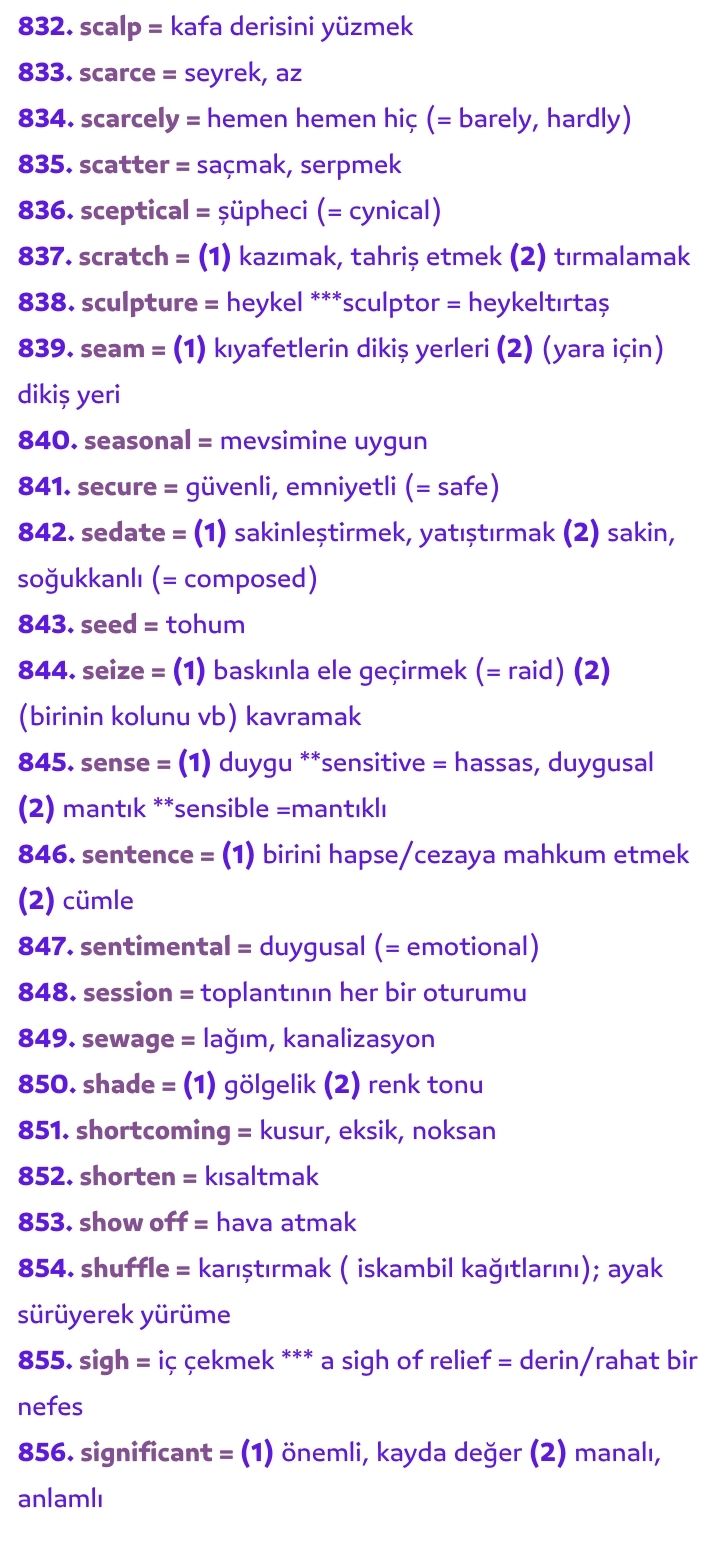 832. scalp = kafa derisini yüzmek
833. scarce = seyrek, az
834. scarcely = hemen hemen hiç (= barely, hardly)
835. scatter = saçmak, serpmek
836. sceptical = şüpheci (= cynical)
837. scratch = (1) kazımak, tahriş etmek (2) tırmalamak
838. sculpture = heykel ***sculptor = heykeltırtaş
839. seam = (1) kıyafetlerin dikiş yerleri (2) (yara için)
dikiş yeri
840. seasonal = mevsimine uygun
841. secure = güvenli, emniyetli (= safe)
842. sedate = (1) sakinleştirmek, yatıştırmak (2) sakin,
soğukkanlı (= composed)
843. seed = tohum
844. seize = (1) baskınla ele geçirmek (= raid) (2)
(birinin kolunu vb) kavramak
845. sense = (1) duygu **sensitive = hassas, duygusal
(2) mantık **sensible =mantıklı
846. sentence = (1) birini hapse/cezaya mahkum etmek
(2) cümle
847. sentimental = duygusal (= emotional)
848. session = toplantının her bir oturumu
849. sewage = lağım, kanalizasyon
850. shade = (1) gölgelik (2) renk tonu
851. shortcoming = kusur, eksik, noksan
852. shorten = kısaltmak
853. show off = hava atmak
854. shuffle = karıştırmak ( iskambil kağıtlarını); ayak
sürüyerek yürüme
855. sigh = iç çekmek *** a sigh of relief = derin/rahat bir
nefes
856. significant = (1) önemli, kayda değer (2) manalı,
anlamlı